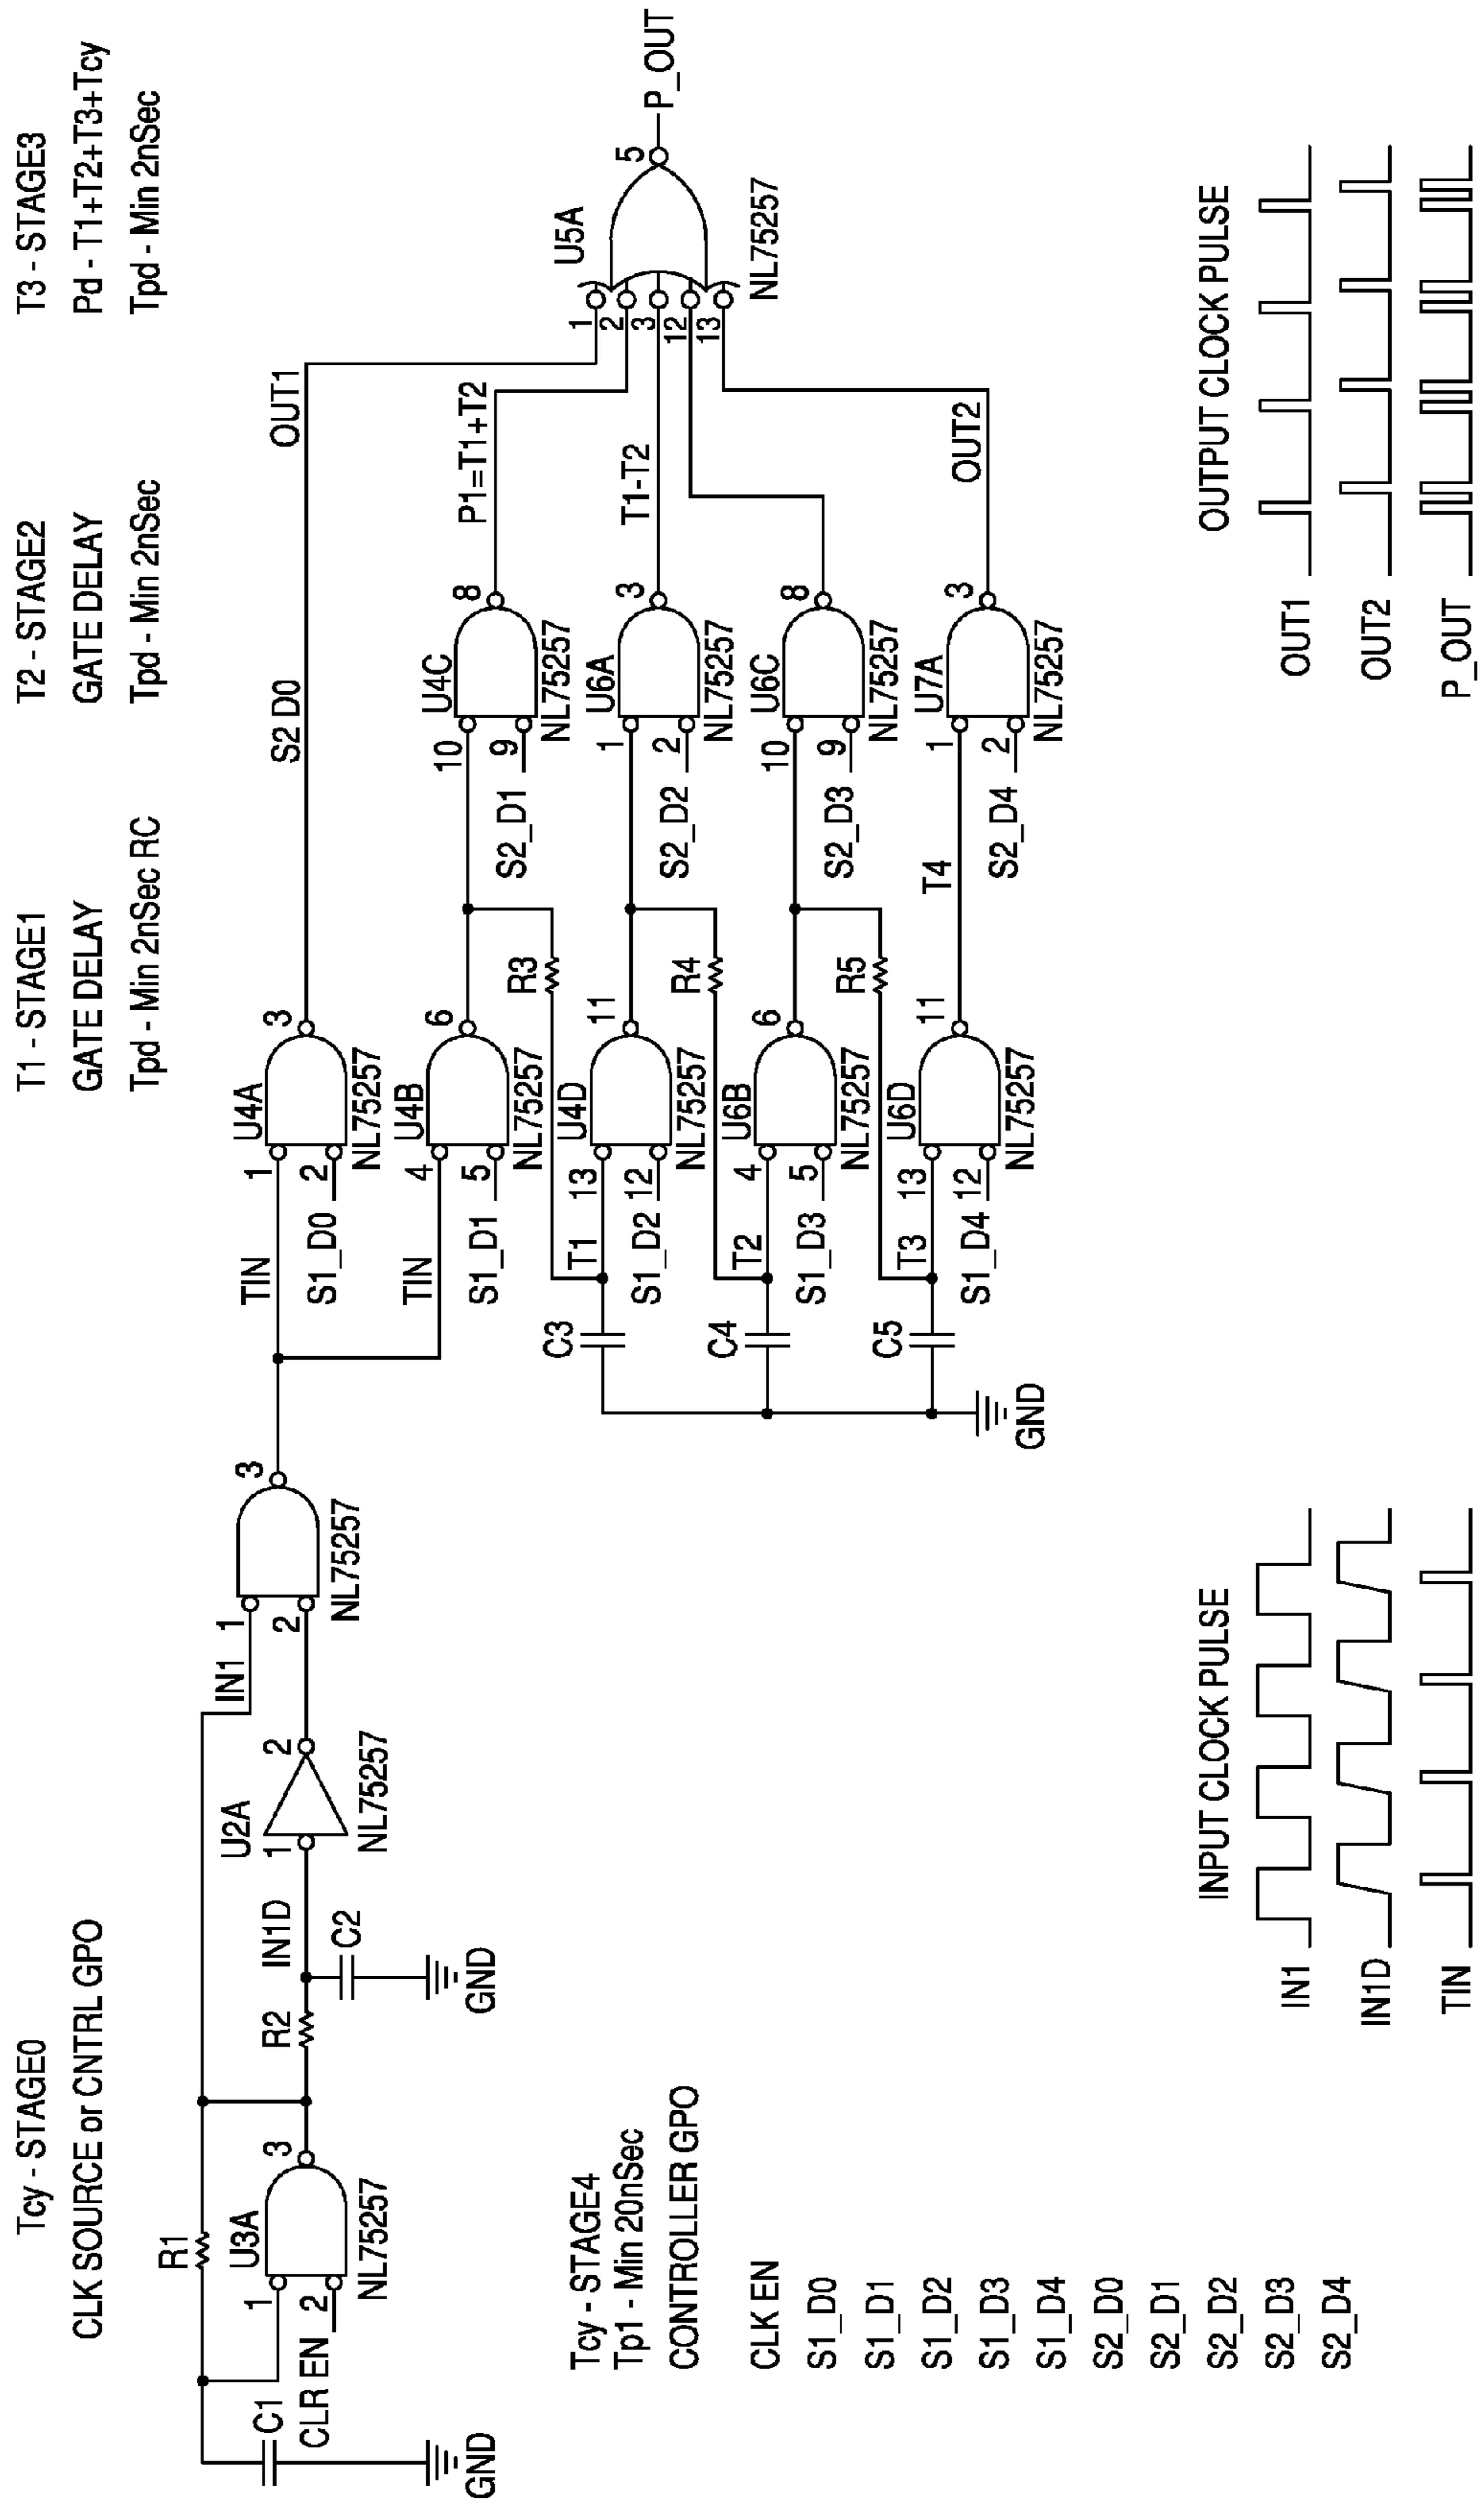 Tcy - STAGE0
CLK SOURCE or CNTRL GPO
T1 - STAGE1
GATE DELAY
Tpd - Min 2nSec RC
T2 - STAGE2
GATE DELAY
Tpd - Min 2nSec
T3 - STAGE3
Pd - T1+T2+T3+Tcy
Tpd - Min 2nSec
R1
C1
CLR EN
GND
1
2
U3A
3
NL75257
R2
IN1D
C2
GND
1
U2A
2
NL75257
IN1
1
2
3
NL75257
TIN
1
2
S1_D0
U4A
3
NL75257
S2 D0
OUT1
TIN
4
5
S1_D1
U4B
6
NL75257
R3
10
9
S2_D1
U4C
8
NL75257
P1=T1+T2
C3
T1
13
12
S1_D2
U4D
11
NL75257
R4
1
2
S2_D2
U6A
3
NL75257
T1-T2
C4
T2
4
5
S1_D3
U6B
6
NL75257
R5
10
9
S2_D3
U6C
8
NL75257
C5
T3
13
12
S1_D4
U6D
11
NL75257
T4
1
2
S2_D4
U7A
3
NL75257
OUT2
GND
1
2
3
12
13
U5A
5
NL75257
P_OUT
Tcy - STAGE4
Tp1 - Min 20nSec
CONTROLLER GPO
CLK EN
S1_D0
S1_D1
S1_D2
S1_D3
S1_D4
S2_D0
S2_D1
S2_D2
S2_D3
S2_D4
INPUT CLOCK PULSE
IN1
IN1D
TIN
OUTPUT CLOCK PULSE
OUT1
OUT2
P_OUT